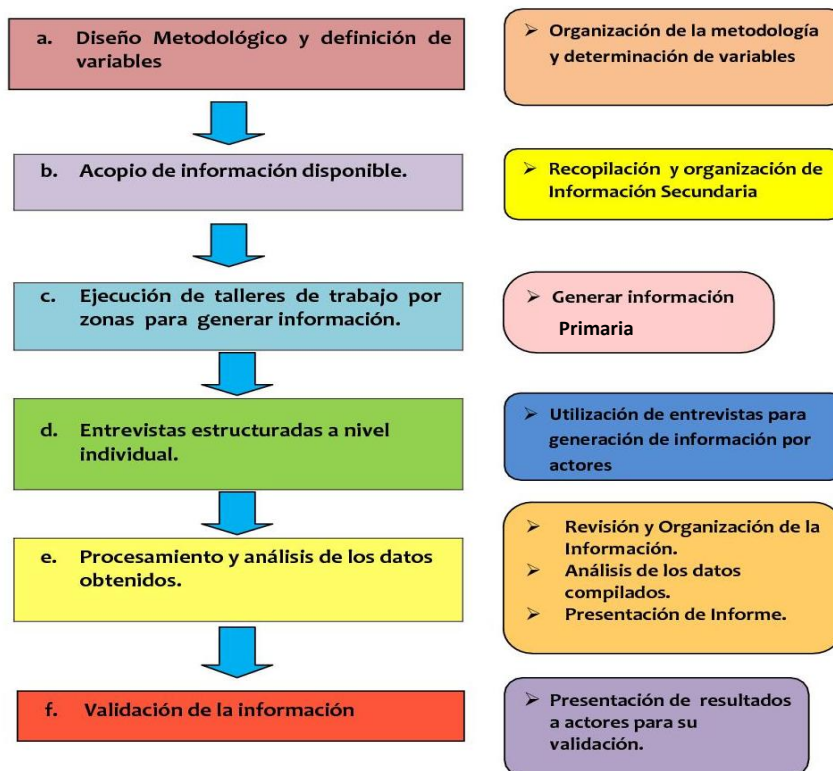 a. Diseño Metodológico y definición de
variables
➢ Organización de la metodología
y determinación de variables
b. Acopio de información disponible.
➢ Recopilación y organización de
Información Secundaria
c. Ejecución de talleres de trabajo por
zonas para generar información.
➢ Generar información
Primaria
d. Entrevistas estructuradas a nivel
individual.
➢ Utilización de entrevistas para
generación de información por
actores
e. Procesamiento y análisis de los datos
obtenidos.
➢ Revisión y Organización de la
Información.
➢ Análisis de los datos
compilados.
➢ Presentación de Informe.
f. Validación de la información
➢ Presentación de resultados
a actores para su
validación.